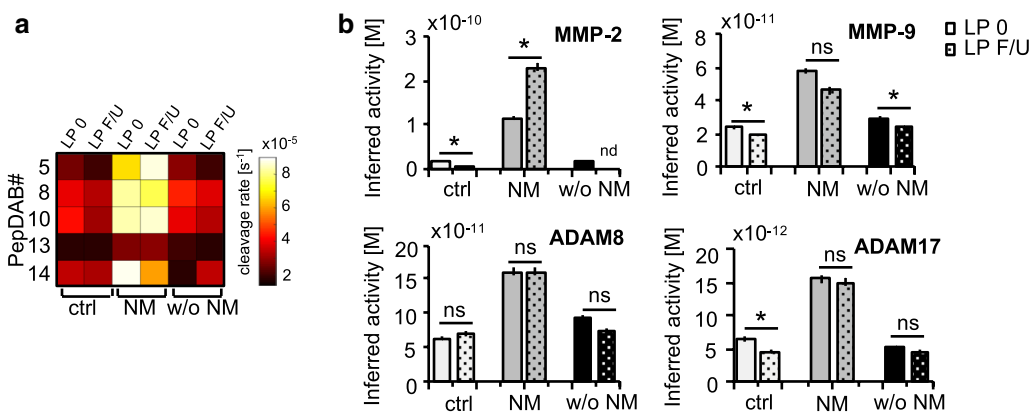 a
LP 0 LP F/U LP 0 LP F/U LP 0 LP F/U
PepDAB#
5
8
10
13
14
ctrl NM w/o NM
×10⁻⁵
8
6
4
2
cleavage rate [s⁻¹]
b
x10⁻¹⁰
MMP-2
Inferred activity [M]
3
2
1
0
*
*
nd
ctrl NM w/o NM
x10⁻¹¹
MMP-9
LP 0
LP F/U
Inferred activity [M]
8
6
4
2
0
*
ns
*
ctrl NM w/o NM
x10⁻¹¹
ADAM8
Inferred activity [M]
20
15
10
5
0
ns
ns
ns
ctrl NM w/o NM
x10⁻¹²
ADAM17
Inferred activity [M]
20
15
10
5
0
*
ns
ns
ctrl NM w/o NM